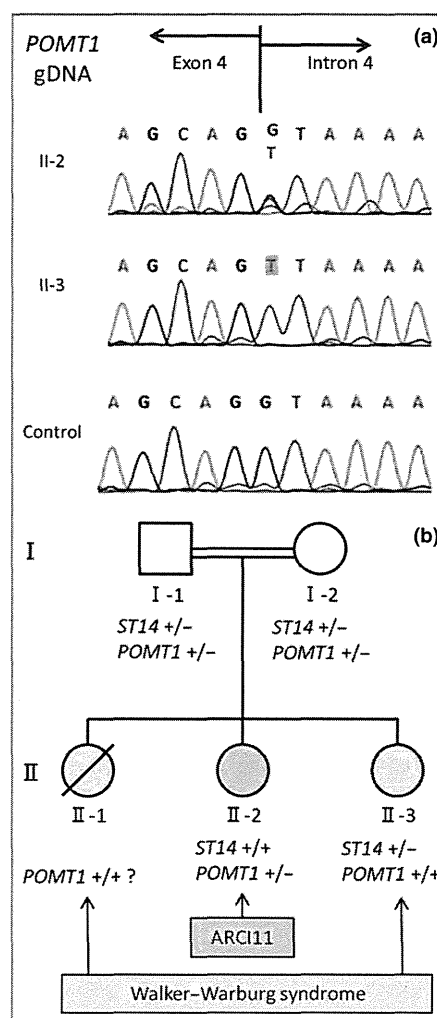 POMT1
gDNA
(a)
Exon 4
Intron 4
A G C A G G T A A A A
T
II-2
A G C A G T T A A A A
II-3
A G C A G G T A A A A
Control
(b)
I
I-1
I-2
ST14 +/−
POMT1 +/−
ST14 +/−
POMT1 +/−
II
II-1
II-2
II-3
POMT1 +/+ ?
ST14 +/+
POMT1 +/−
ST14 +/−
POMT1 +/+
ARCI11
Walker–Warburg syndrome